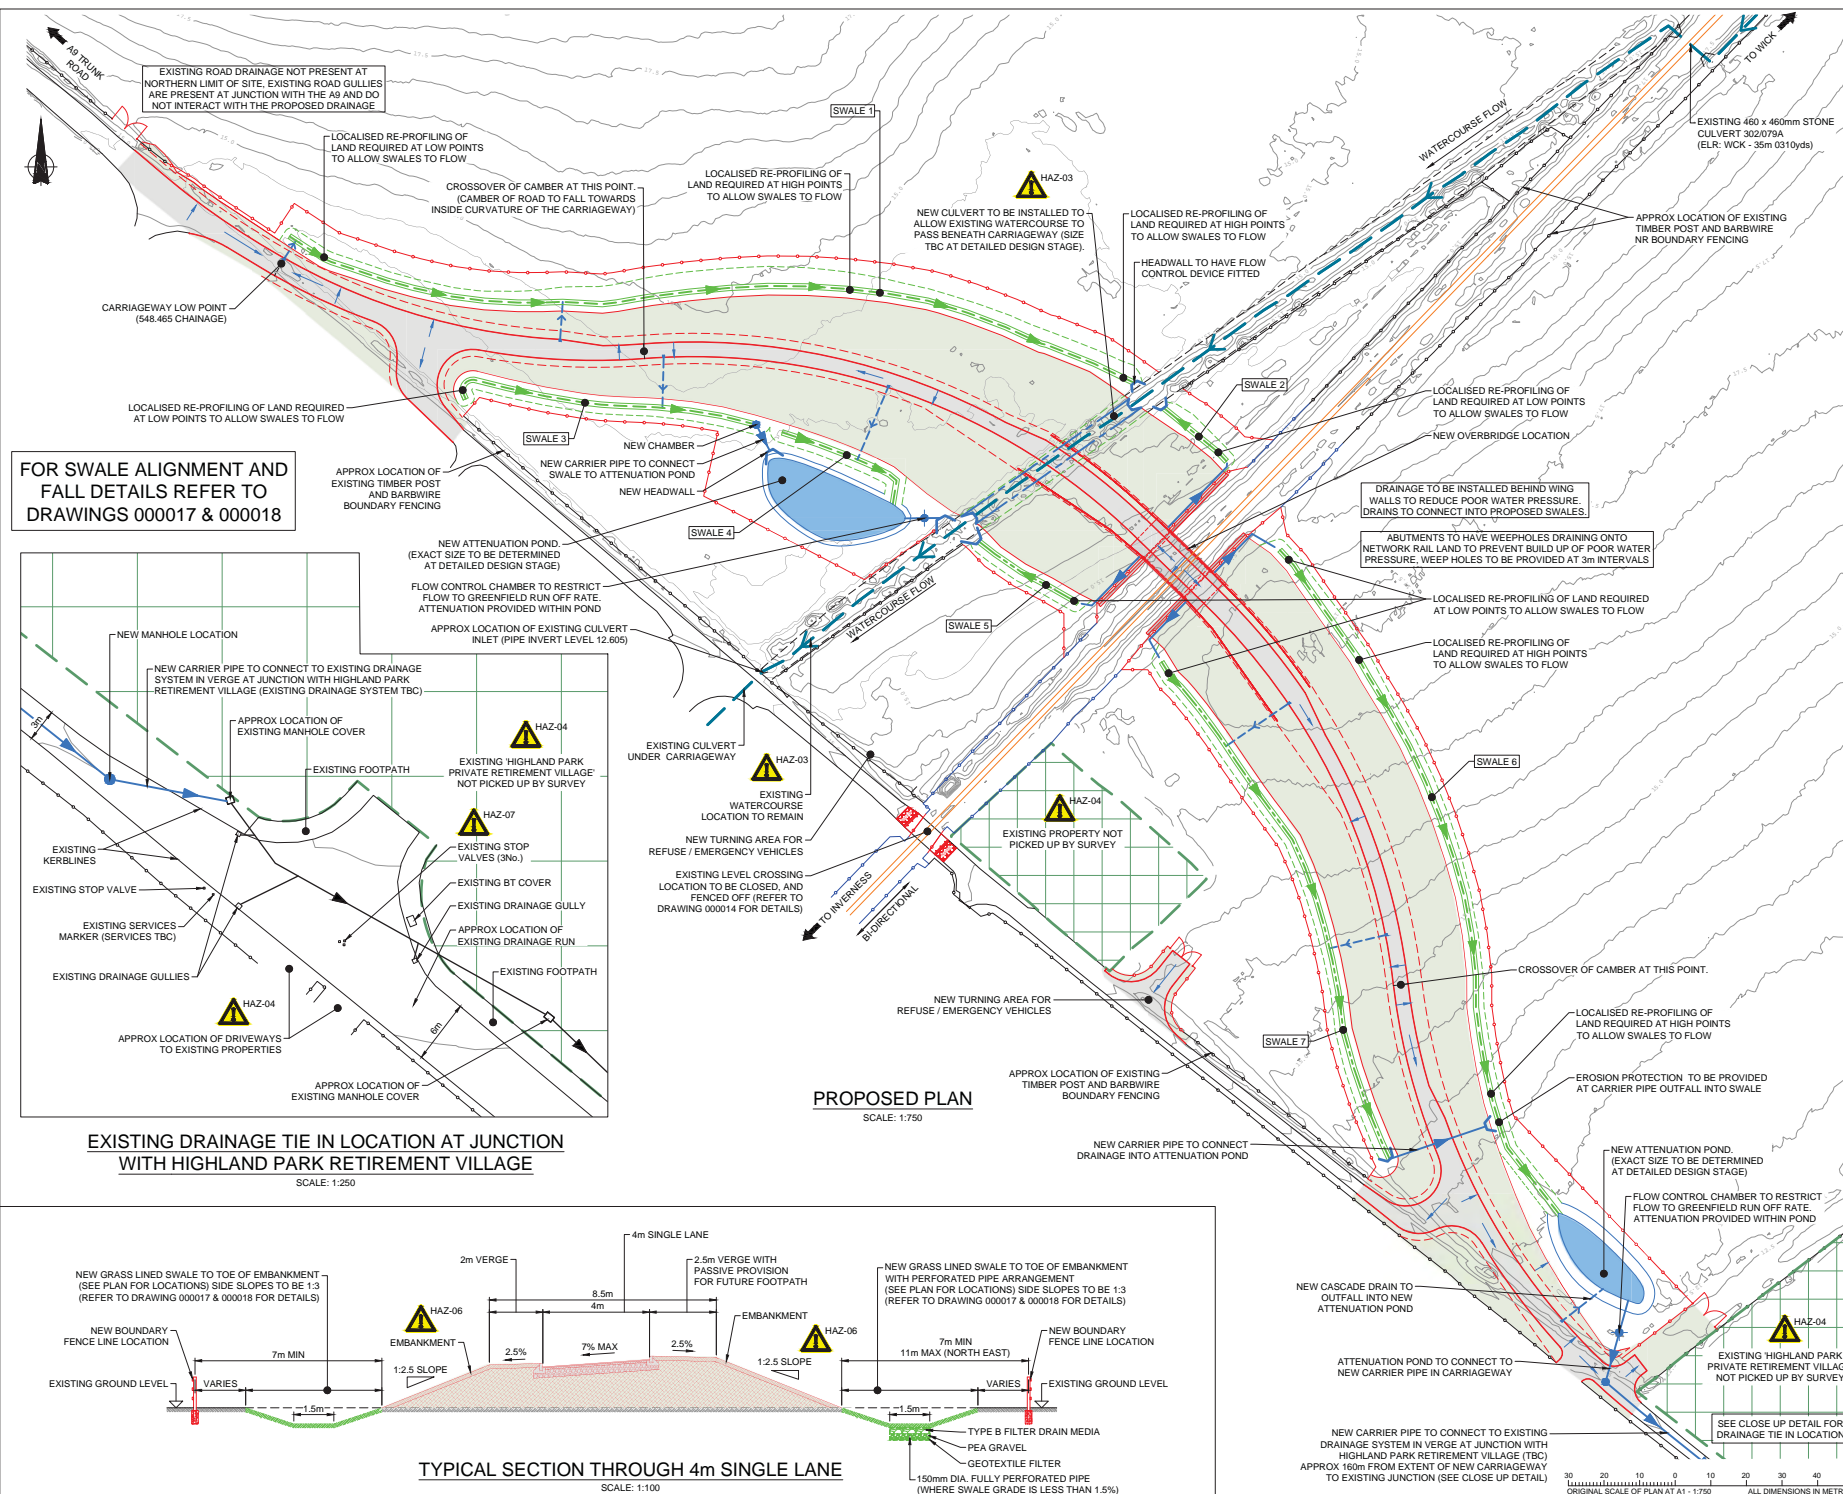 A9 TRUNK
ROAD
EXISTING ROAD DRAINAGE NOT PRESENT AT
NORTHERN LIMIT OF SITE, EXISTING ROAD GULLIES
ARE PRESENT AT JUNCTION WITH THE A9 AND DO
NOT INTERACT WITH THE PROPOSED DRAINAGE
LOCALISED RE-PROFILING OF
LAND REQUIRED AT LOW POINTS
TO ALLOW SWALES TO FLOW
CROSSOVER OF CAMBER AT THIS POINT.
(CAMBER OF ROAD TO FALL TOWARDS
INSIDE CURVATURE OF THE CARRIAGEWAY)
SWALE 1
LOCALISED RE-PROFILING OF
LAND REQUIRED AT HIGH POINTS
TO ALLOW SWALES TO FLOW
HAZ-03
NEW CULVERT TO BE INSTALLED TO
ALLOW EXISTING WATERCOURSE TO
PASS BENEATH CARRIAGEWAY (SIZE
TBC AT DETAILED DESIGN STAGE).
LOCALISED RE-PROFILING OF
LAND REQUIRED AT HIGH POINTS
TO ALLOW SWALES TO FLOW
HEADWALL TO HAVE FLOW
CONTROL DEVICE FITTED
WATERCOURSE FLOW
TO WICK
EXISTING 460 x 460mm STONE
CULVERT 302/079A
(ELR: WCK - 35m 0310yds)
APPROX LOCATION OF EXISTING
TIMBER POST AND BARBWIRE
NR BOUNDARY FENCING
CARRIAGEWAY LOW POINT
(548.465 CHAINAGE)
LOCALISED RE-PROFILING OF LAND REQUIRED
AT LOW POINTS TO ALLOW SWALES TO FLOW
SWALE 3
NEW CHAMBER
NEW CARRIER PIPE TO CONNECT
SWALE TO ATTENUATION POND
NEW HEADWALL
APPROX LOCATION OF
EXISTING TIMBER POST
AND BARBWIRE
BOUNDARY FENCING
SWALE 4
SWALE 2
LOCALISED RE-PROFILING OF
LAND REQUIRED AT LOW POINTS
TO ALLOW SWALES TO FLOW
NEW OVERBRIDGE LOCATION
DRAINAGE TO BE INSTALLED BEHIND WING
WALLS TO REDUCE POOR WATER PRESSURE.
DRAINS TO CONNECT INTO PROPOSED SWALES.
ABUTMENTS TO HAVE WEEPHOLES DRAINING ONTO
NETWORK RAIL LAND TO PREVENT BUILD UP OF POOR WATER
PRESSURE, WEEP HOLES TO BE PROVIDED AT 3m INTERVALS
LOCALISED RE-PROFILING OF LAND REQUIRED
AT LOW POINTS TO ALLOW SWALES TO FLOW
LOCALISED RE-PROFILING OF
LAND REQUIRED AT HIGH POINTS
TO ALLOW SWALES TO FLOW
FOR SWALE ALIGNMENT AND
FALL DETAILS REFER TO
DRAWINGS 000017 & 000018
NEW ATTENUATION POND.
(EXACT SIZE TO BE DETERMINED
AT DETAILED DESIGN STAGE)
FLOW CONTROL CHAMBER TO RESTRICT
FLOW TO GREENFIELD RUN OFF RATE.
ATTENUATION PROVIDED WITHIN POND
APPROX LOCATION OF EXISTING CULVERT
INLET (PIPE INVERT LEVEL 12.605)
WATERCOURSE FLOW
SWALE 5
EXISTING CULVERT
UNDER CARRIAGEWAY
HAZ-03
EXISTING
WATERCOURSE
LOCATION TO REMAIN
NEW TURNING AREA FOR
REFUSE / EMERGENCY VEHICLES
EXISTING LEVEL CROSSING
LOCATION TO BE CLOSED, AND
FENCED OFF (REFER TO
DRAWING 000014 FOR DETAILS)
TO INVERNESS
BI-DIRECTIONAL
HAZ-04
EXISTING PROPERTY NOT
PICKED UP BY SURVEY
SWALE 6
CROSSOVER OF CAMBER AT THIS POINT.
NEW TURNING AREA FOR
REFUSE / EMERGENCY VEHICLES
SWALE 7
LOCALISED RE-PROFILING OF
LAND REQUIRED AT HIGH POINTS
TO ALLOW SWALES TO FLOW
APPROX LOCATION OF EXISTING
TIMBER POST AND BARBWIRE
BOUNDARY FENCING
EROSION PROTECTION TO BE PROVIDED
AT CARRIER PIPE OUTFALL INTO SWALE
NEW CARRIER PIPE TO CONNECT
DRAINAGE INTO ATTENUATION POND
NEW ATTENUATION POND.
(EXACT SIZE TO BE DETERMINED
AT DETAILED DESIGN STAGE)
FLOW CONTROL CHAMBER TO RESTRICT
FLOW TO GREENFIELD RUN OFF RATE.
ATTENUATION PROVIDED WITHIN POND
NEW CASCADE DRAIN TO
OUTFALL INTO NEW
ATTENUATION POND
HAZ-04
EXISTING 'HIGHLAND PARK
PRIVATE RETIREMENT VILLAG
NOT PICKED UP BY SURVEY
ATTENUATION POND TO CONNECT TO
NEW CARRIER PIPE IN CARRIAGEWAY
SEE CLOSE UP DETAIL FOR
DRAINAGE TIE IN LOCATION
NEW CARRIER PIPE TO CONNECT TO EXISTING
DRAINAGE SYSTEM IN VERGE AT JUNCTION WITH
HIGHLAND PARK RETIREMENT VILLAGE (TBC)
APPROX 160m FROM EXTENT OF NEW CARRIAGEWAY
TO EXISTING JUNCTION (SEE CLOSE UP DETAIL)
30 20 10 0 10 20 30 40
ORIGINAL SCALE OF PLAN AT A1 - 1:750 ALL DIMENSIONS IN METR
PROPOSED PLAN
SCALE: 1:750
NEW MANHOLE LOCATION
NEW CARRIER PIPE TO CONNECT TO EXISTING DRAINAGE
SYSTEM IN VERGE AT JUNCTION WITH HIGHLAND PARK
RETIREMENT VILLAGE (EXISTING DRAINAGE SYSTEM TBC)
3m
APPROX LOCATION OF
EXISTING MANHOLE COVER
HAZ-04
EXISTING FOOTPATH
EXISTING 'HIGHLAND PARK
PRIVATE RETIREMENT VILLAGE'
NOT PICKED UP BY SURVEY
HAZ-07
EXISTING
KERBLINES
EXISTING STOP
VALVES (3No.)
EXISTING STOP VALVE
EXISTING BT COVER
EXISTING DRAINAGE GULLY
EXISTING SERVICES
MARKER (SERVICES TBC)
APPROX LOCATION OF
EXISTING DRAINAGE RUN
EXISTING DRAINAGE GULLIES
EXISTING FOOTPATH
HAZ-04
6m
APPROX LOCATION OF DRIVEWAYS
TO EXISTING PROPERTIES
APPROX LOCATION OF
EXISTING MANHOLE COVER
EXISTING DRAINAGE TIE IN LOCATION AT JUNCTION
WITH HIGHLAND PARK RETIREMENT VILLAGE
SCALE: 1:250
4m SINGLE LANE
2m VERGE
2.5m VERGE WITH
PASSIVE PROVISION
FOR FUTURE FOOTPATH
NEW GRASS LINED SWALE TO TOE OF EMBANKMENT
(SEE PLAN FOR LOCATIONS) SIDE SLOPES TO BE 1:3
(REFER TO DRAWING 000017 & 000018 FOR DETAILS)
NEW GRASS LINED SWALE TO TOE OF EMBANKMENT
WITH PERFORATED PIPE ARRANGEMENT
(SEE PLAN FOR LOCATIONS) SIDE SLOPES TO BE 1:3
(REFER TO DRAWING 000017 & 000018 FOR DETAILS)
8.5m
4m
HAZ-06
EMBANKMENT
EMBANKMENT
HAZ-06
NEW BOUNDARY
FENCE LINE LOCATION
NEW BOUNDARY
FENCE LINE LOCATION
7m MIN
2.5%
7% MAX
2.5%
7m MIN
11m MAX (NORTH EAST)
1:2.5 SLOPE
1:2.5 SLOPE
EXISTING GROUND LEVEL
VARIES
VARIES
EXISTING GROUND LEVEL
1.5m
1.5m
TYPE B FILTER DRAIN MEDIA
PEA GRAVEL
GEOTEXTILE FILTER
150mm DIA. FULLY PERFORATED PIPE
(WHERE SWALE GRADE IS LESS THAN 1.5%)
TYPICAL SECTION THROUGH 4m SINGLE LANE
SCALE: 1:100